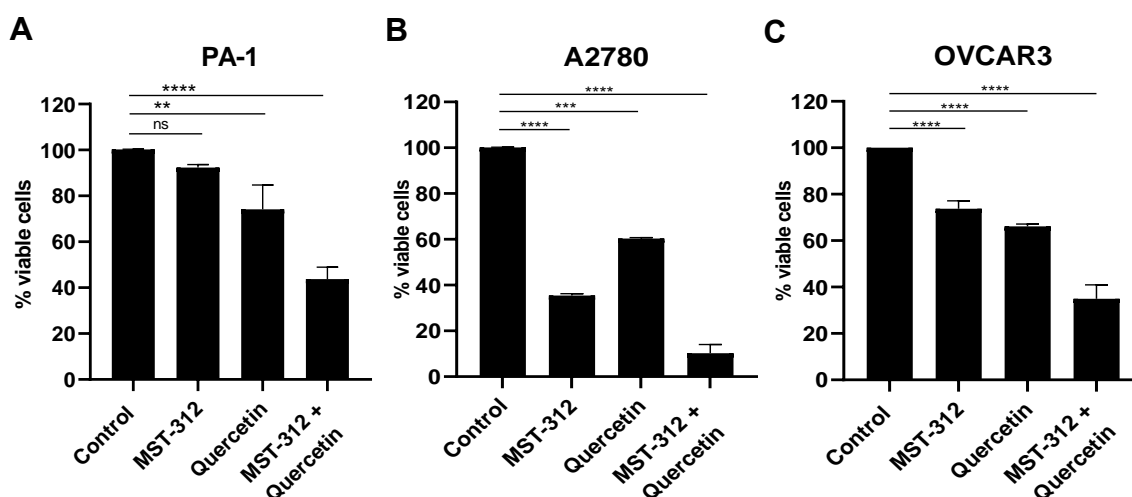 A
PA-1
****
**
ns
120
100
80
60
40
20
0
% viable cells
Control
MST-312
Quercetin
MST-312 +
Quercetin
B
A2780
****
***
****
120
100
80
60
40
20
0
% viable cells
Control
MST-312
Quercetin
MST-312 +
Quercetin
C
OVCAR3
****
****
****
120
100
80
60
40
20
0
% viable cells
Control
MST-312
Quercetin
MST-312 +
Quercetin